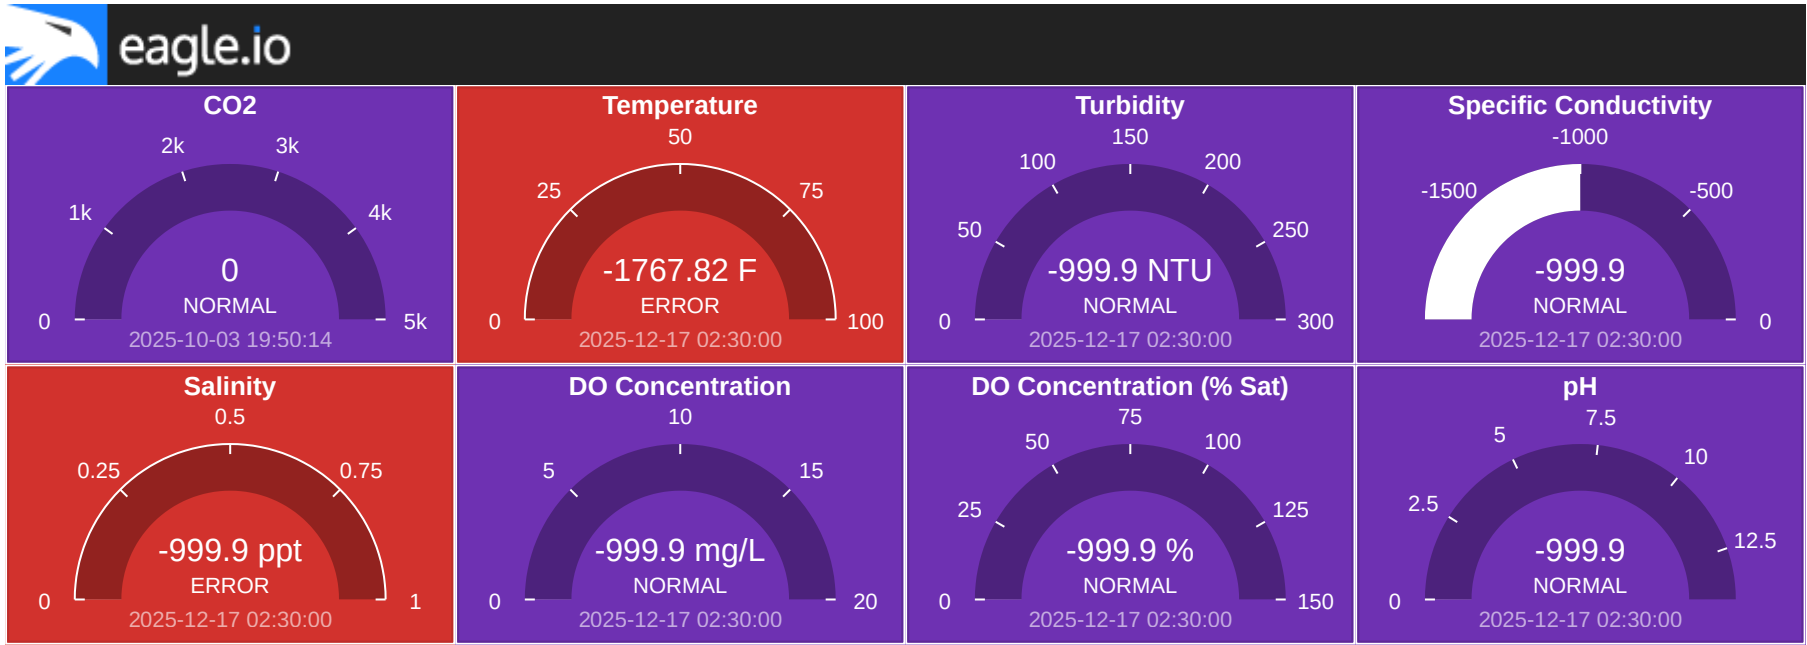 eagle.io
CO2
2k
3k
1k
4k
0
NORMAL
0
5k
2025-10-03 19:50:14
Temperature
50
25
75
-1767.82 F
ERROR
0
100
2025-12-17 02:30:00
Turbidity
150
100
200
50
250
-999.9 NTU
NORMAL
0
300
2025-12-17 02:30:00
Specific Conductivity
-1000
-1500
-500
-999.9
NORMAL
0
2025-12-17 02:30:00
Salinity
0.5
0.25
0.75
-999.9 ppt
ERROR
0
1
2025-12-17 02:30:00
DO Concentration
10
5
15
-999.9 mg/L
NORMAL
0
20
2025-12-17 02:30:00
DO Concentration (% Sat)
75
50
100
25
125
-999.9 %
NORMAL
0
150
2025-12-17 02:30:00
pH
7.5
5
10
2.5
12.5
-999.9
NORMAL
0
2025-12-17 02:30:00